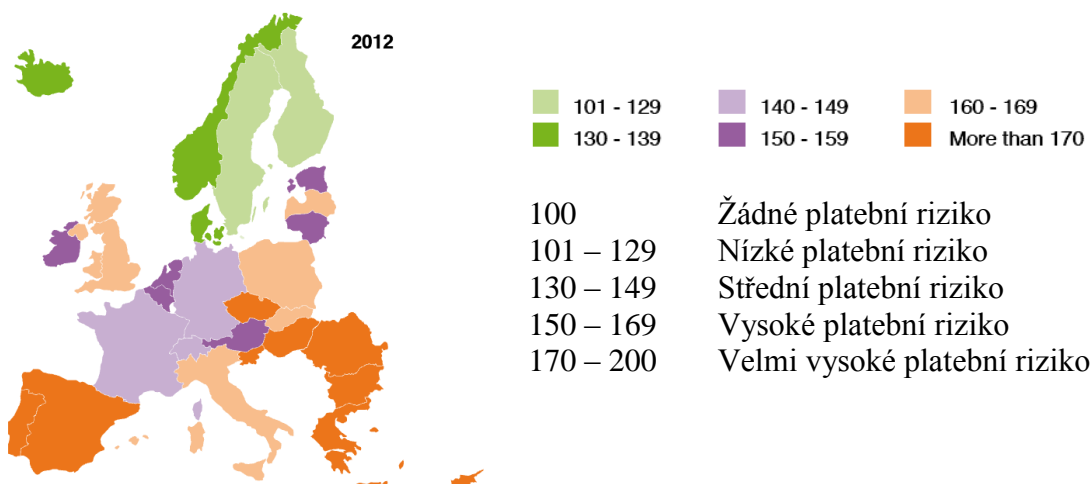 2012
101 - 129
140 - 149
160 - 169
130 - 139
150 - 159
More than 170
100 Žádné platební riziko
101 – 129 Nízké platební riziko
130 – 149 Střední platební riziko
150 – 169 Vysoké platební riziko
170 – 200 Velmi vysoké platební riziko